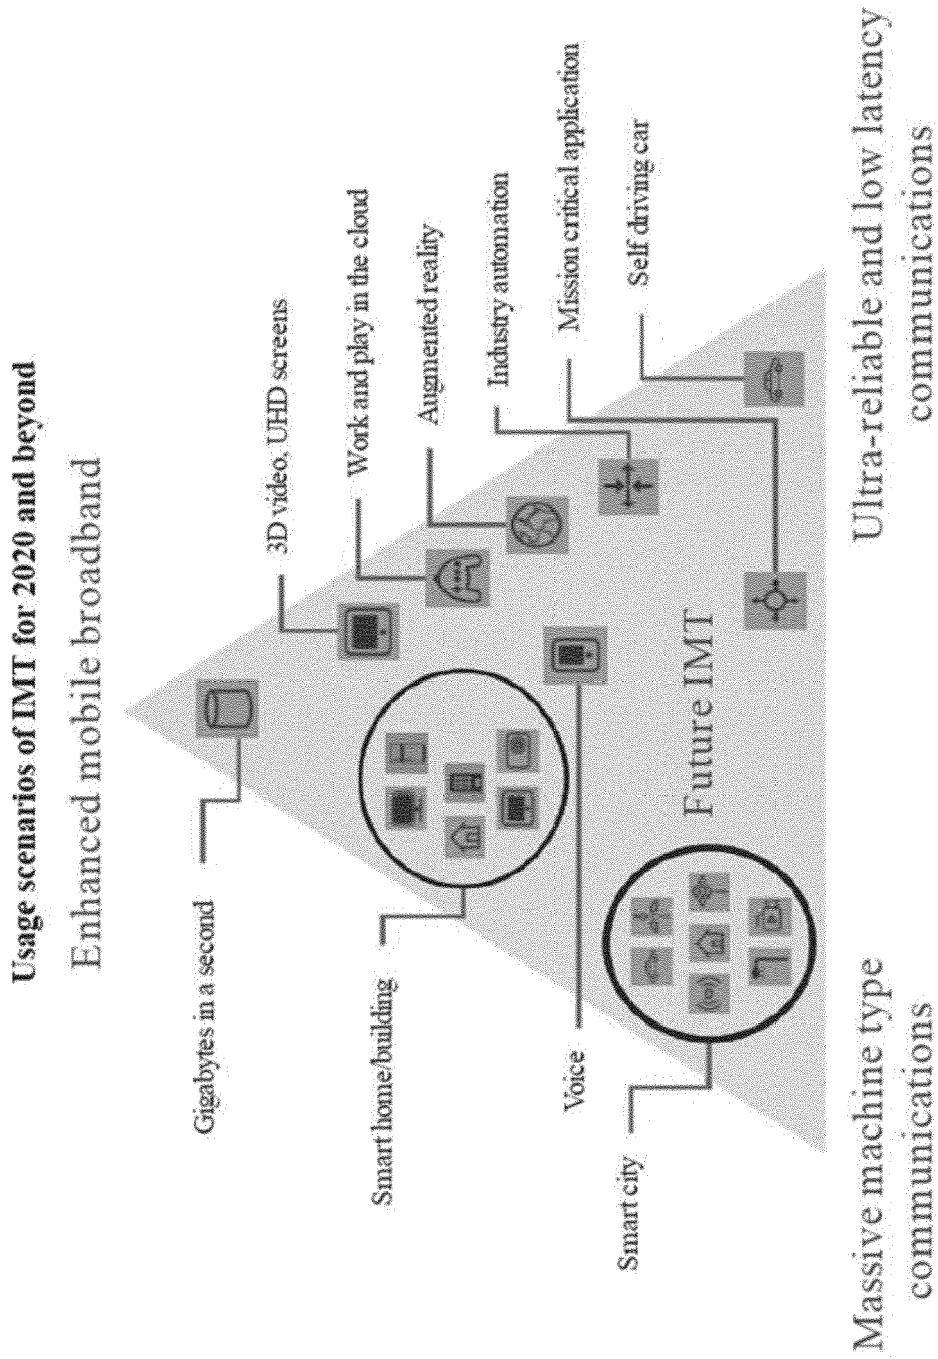 Usage scenarios of IMT for 2020 and beyond
Enhanced mobile broadband
Gigabytes in a second
3D video, UHD screens
Smart home/building
Work and play in the cloud
Augmented reality
Voice
Industry automation
Smart city
Mission critical application
Future IMT
Self driving car
Massive machine type
communications
Ultra-reliable and low latency
communications